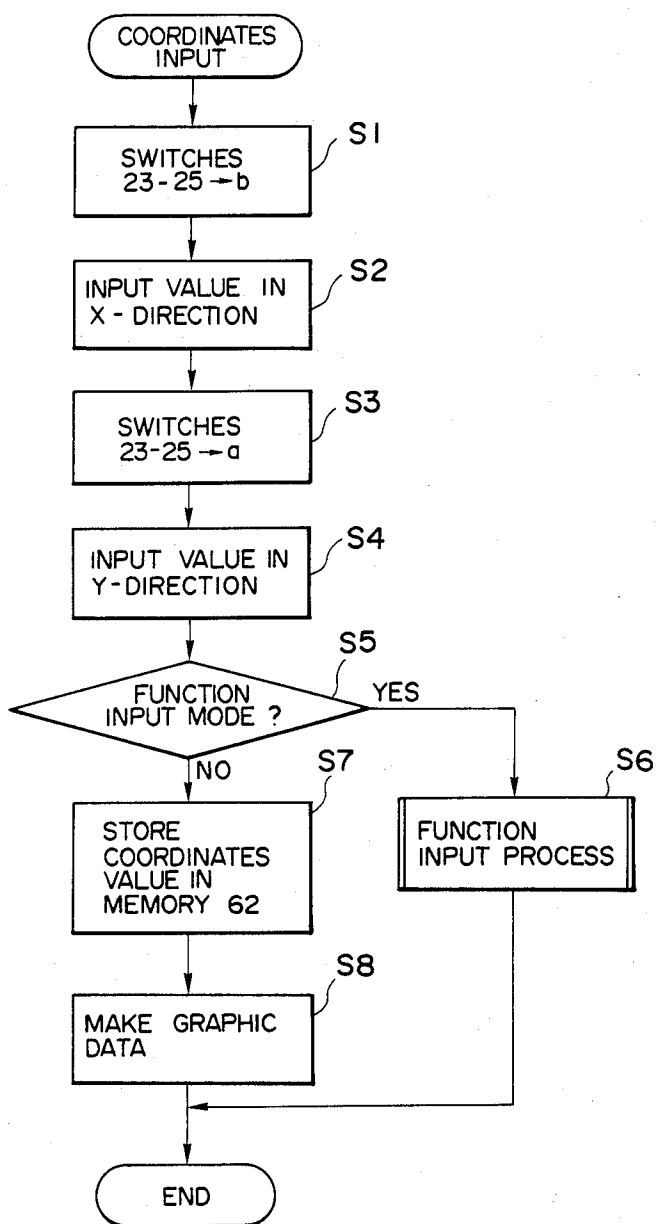 COORDINATES
INPUT
S1
SWITCHES
23-25→b
S2
INPUT VALUE IN
X-DIRECTION
S3
SWITCHES
23-25→a
S4
INPUT VALUE IN
Y-DIRECTION
S5
FUNCTION
INPUT MODE ?
YES
NO
S7
STORE
COORDINATES
VALUE IN
MEMORY 62
S6
FUNCTION
INPUT PROCESS
S8
MAKE GRAPHIC
DATA
END